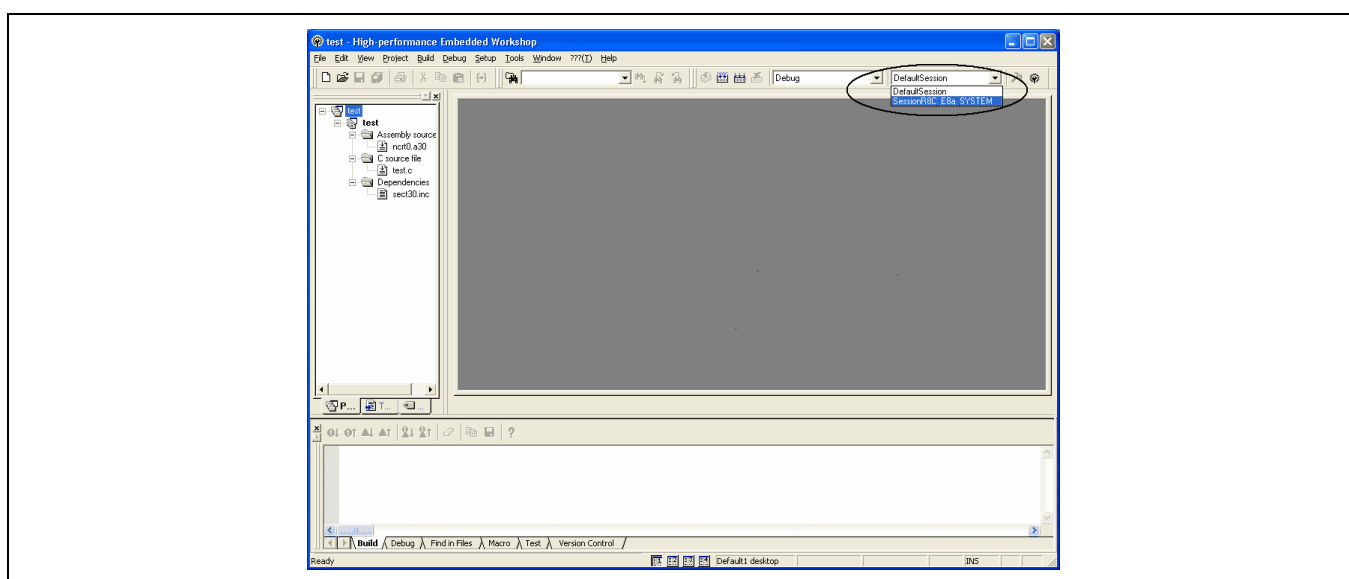 test - High-performance Embedded Workshop
File Edit View Project Build Debug Setup Tools Window ???(T) Help
Debug DefaultSession
DefaultSession
SessionR8C_E8a_SYSTEM
test
test
Assembly source
ncrt0.a30
C source file
test.c
Dependencies
sect30.inc
P... T...
?
Build Debug Find in Files Macro Test Version Control
Ready Default1 desktop INS